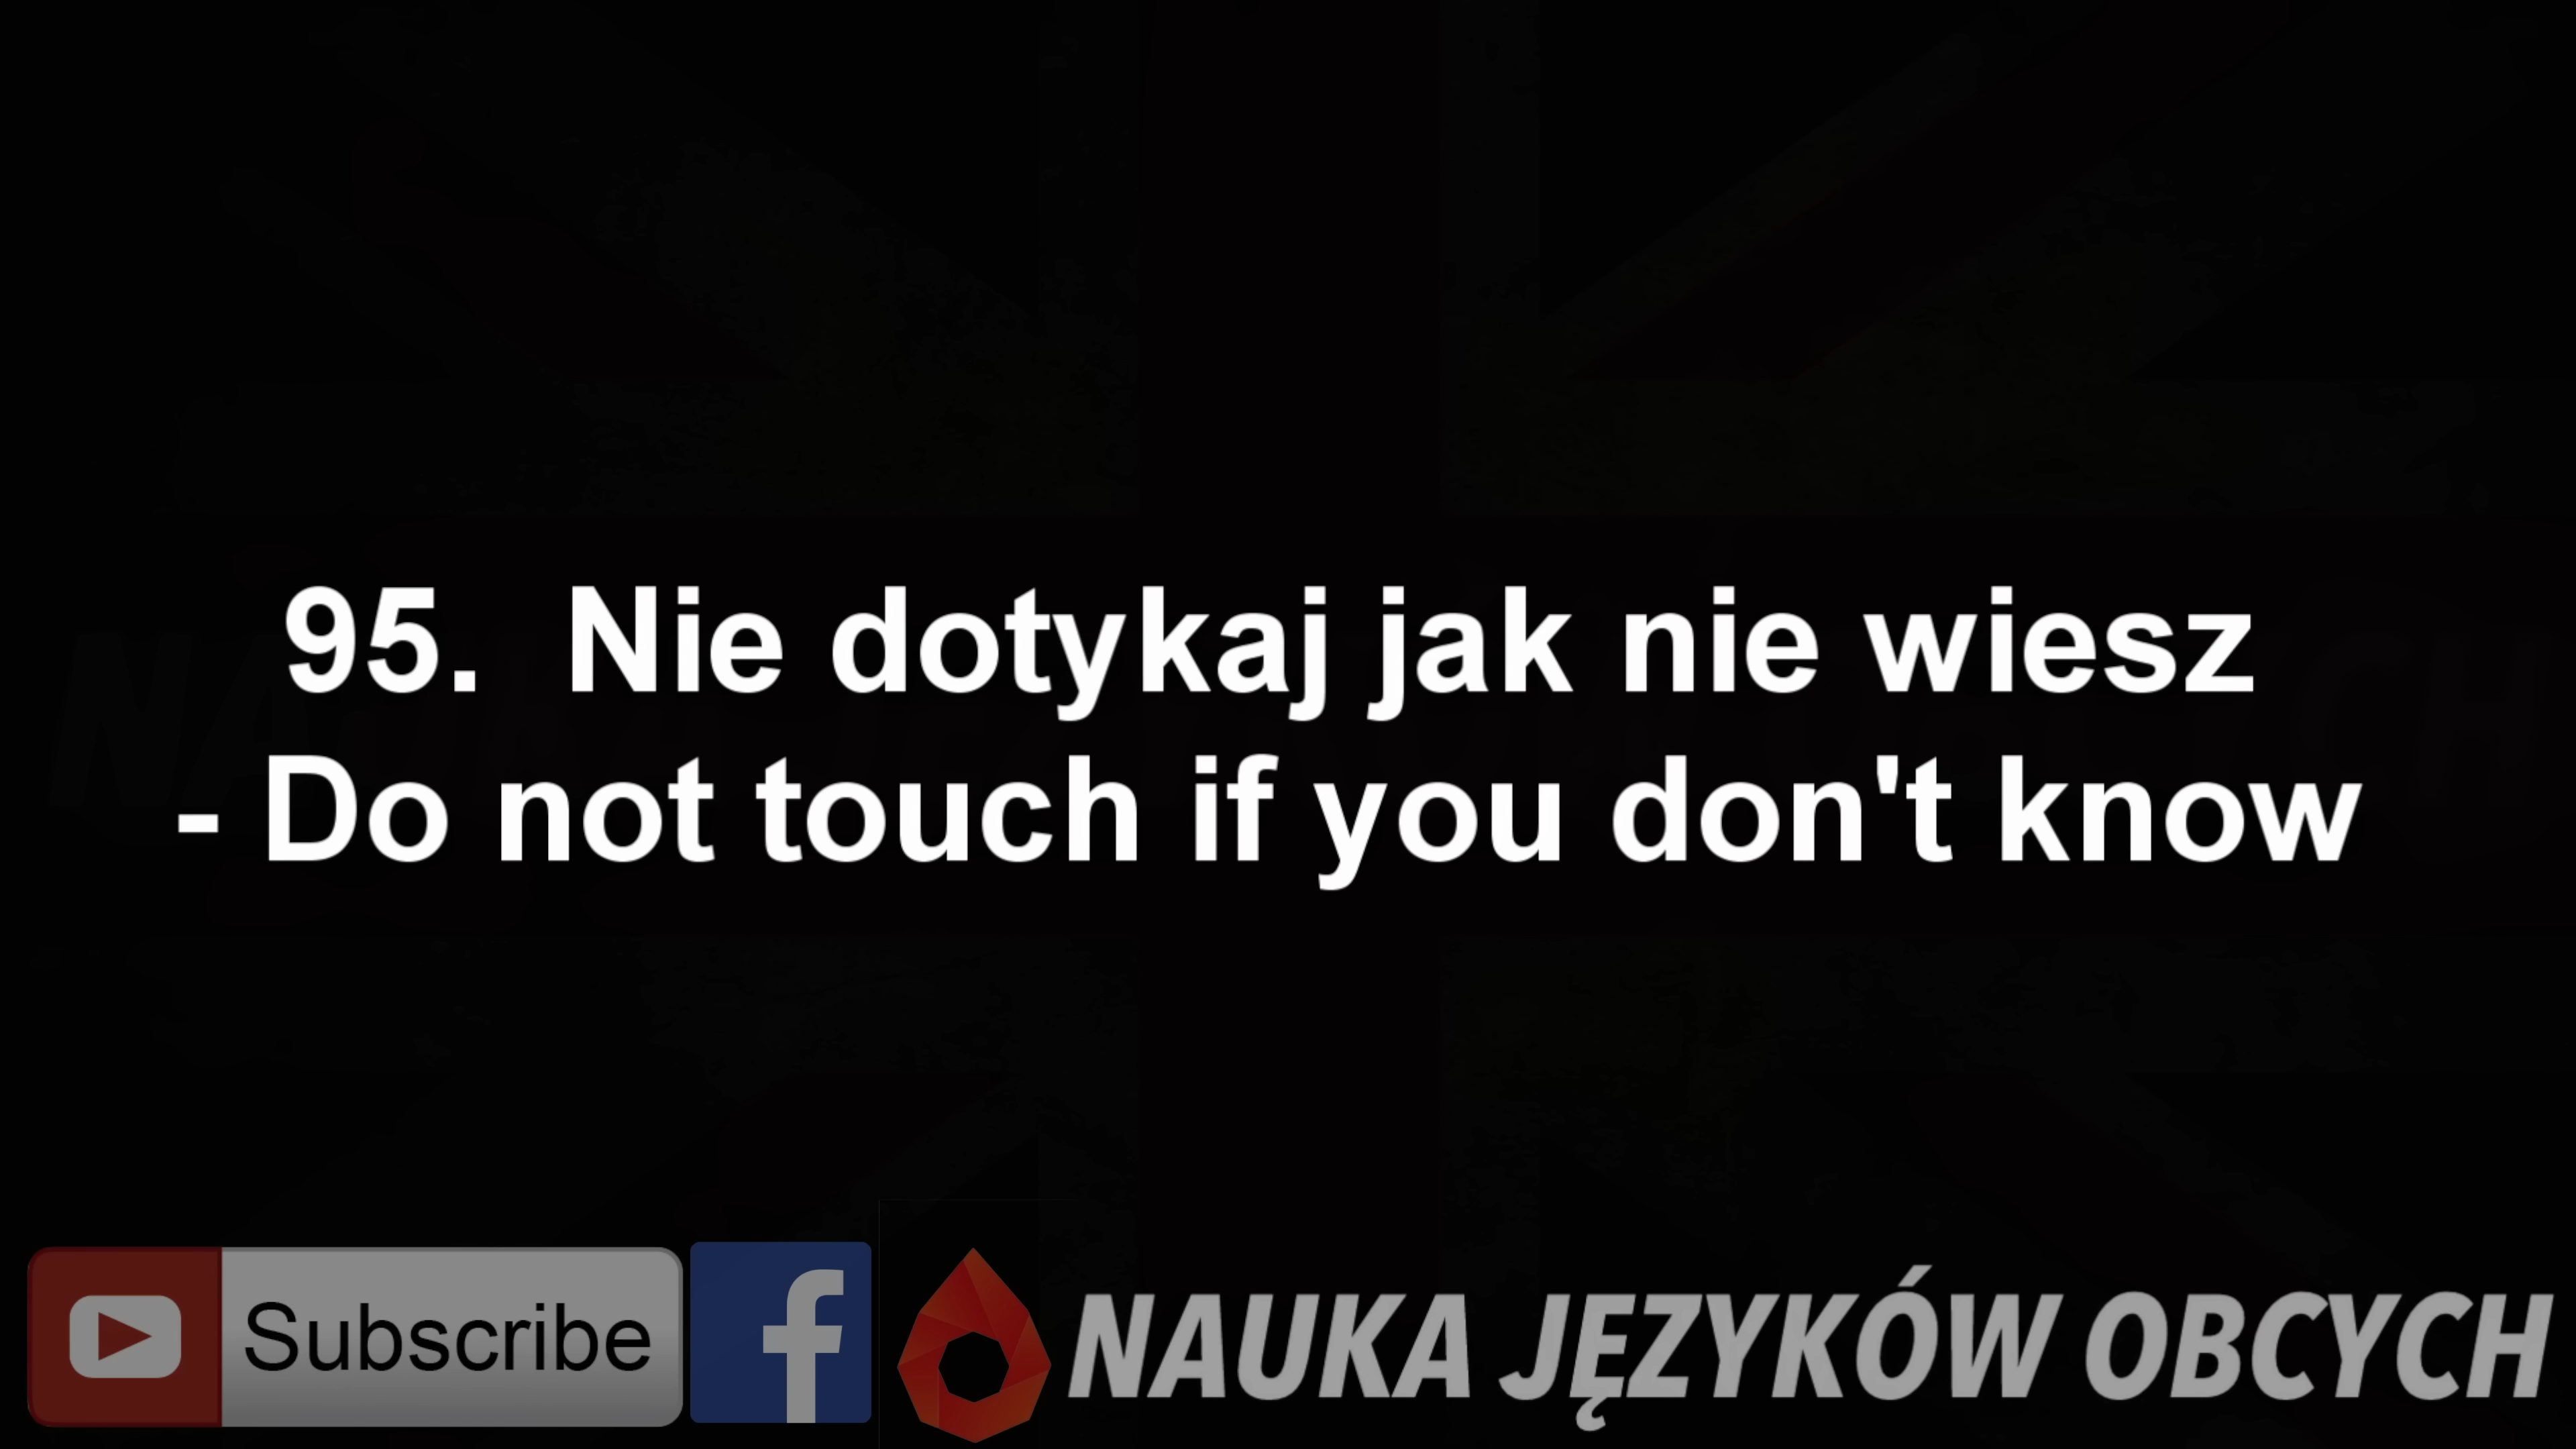 95. Nie dotykaj jak nie wiesz
- Do not touch if you don't know
Subscribe
NAUKA JĘZYKÓW OBCYCH